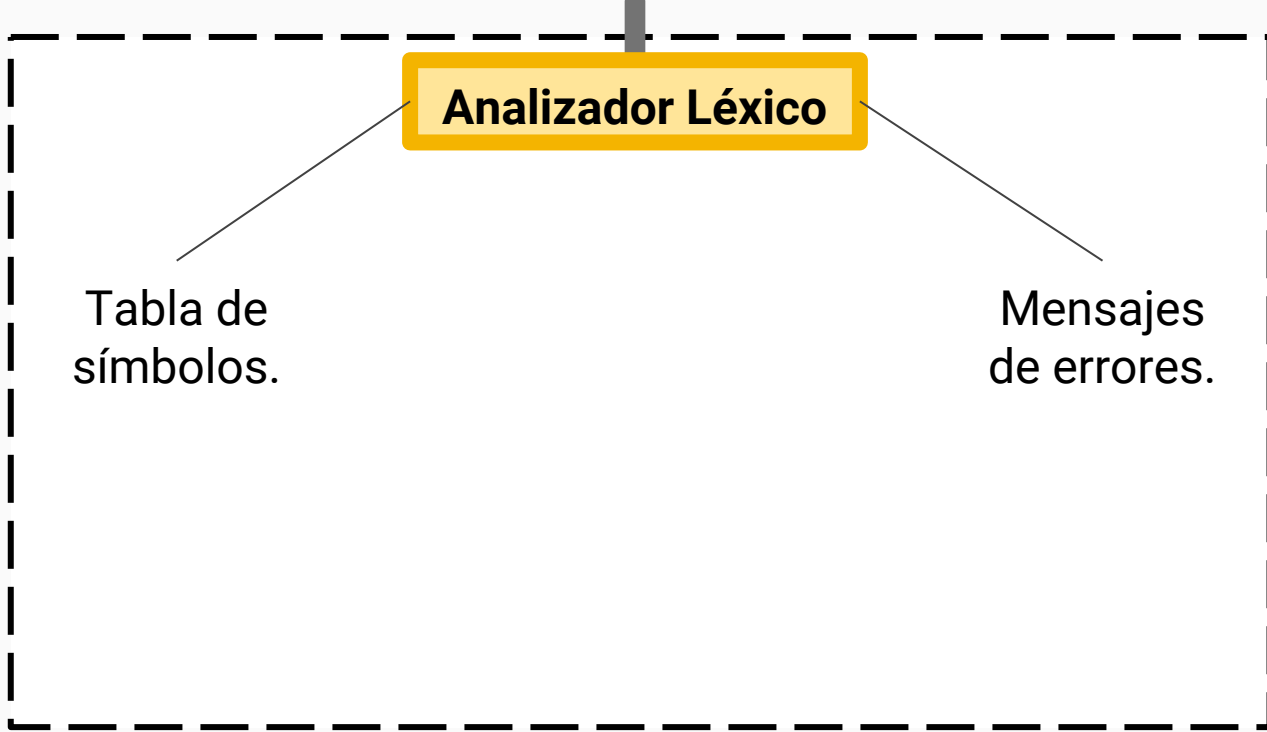 Analizador Léxico
Tabla de
símbolos.
Mensajes
de errores.